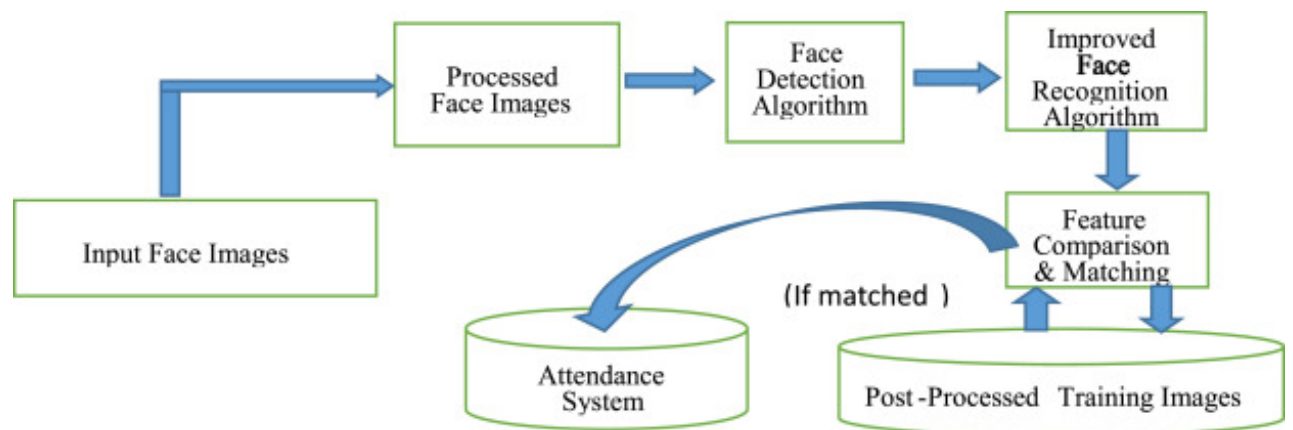 Processed
Face Images
Face
Detection
Algorithm
Improved
Face
Recognition
Algorithm
Input Face Images
Feature
Comparison
& Matching
(If matched )
Attendance
System
Post-Processed Training Images